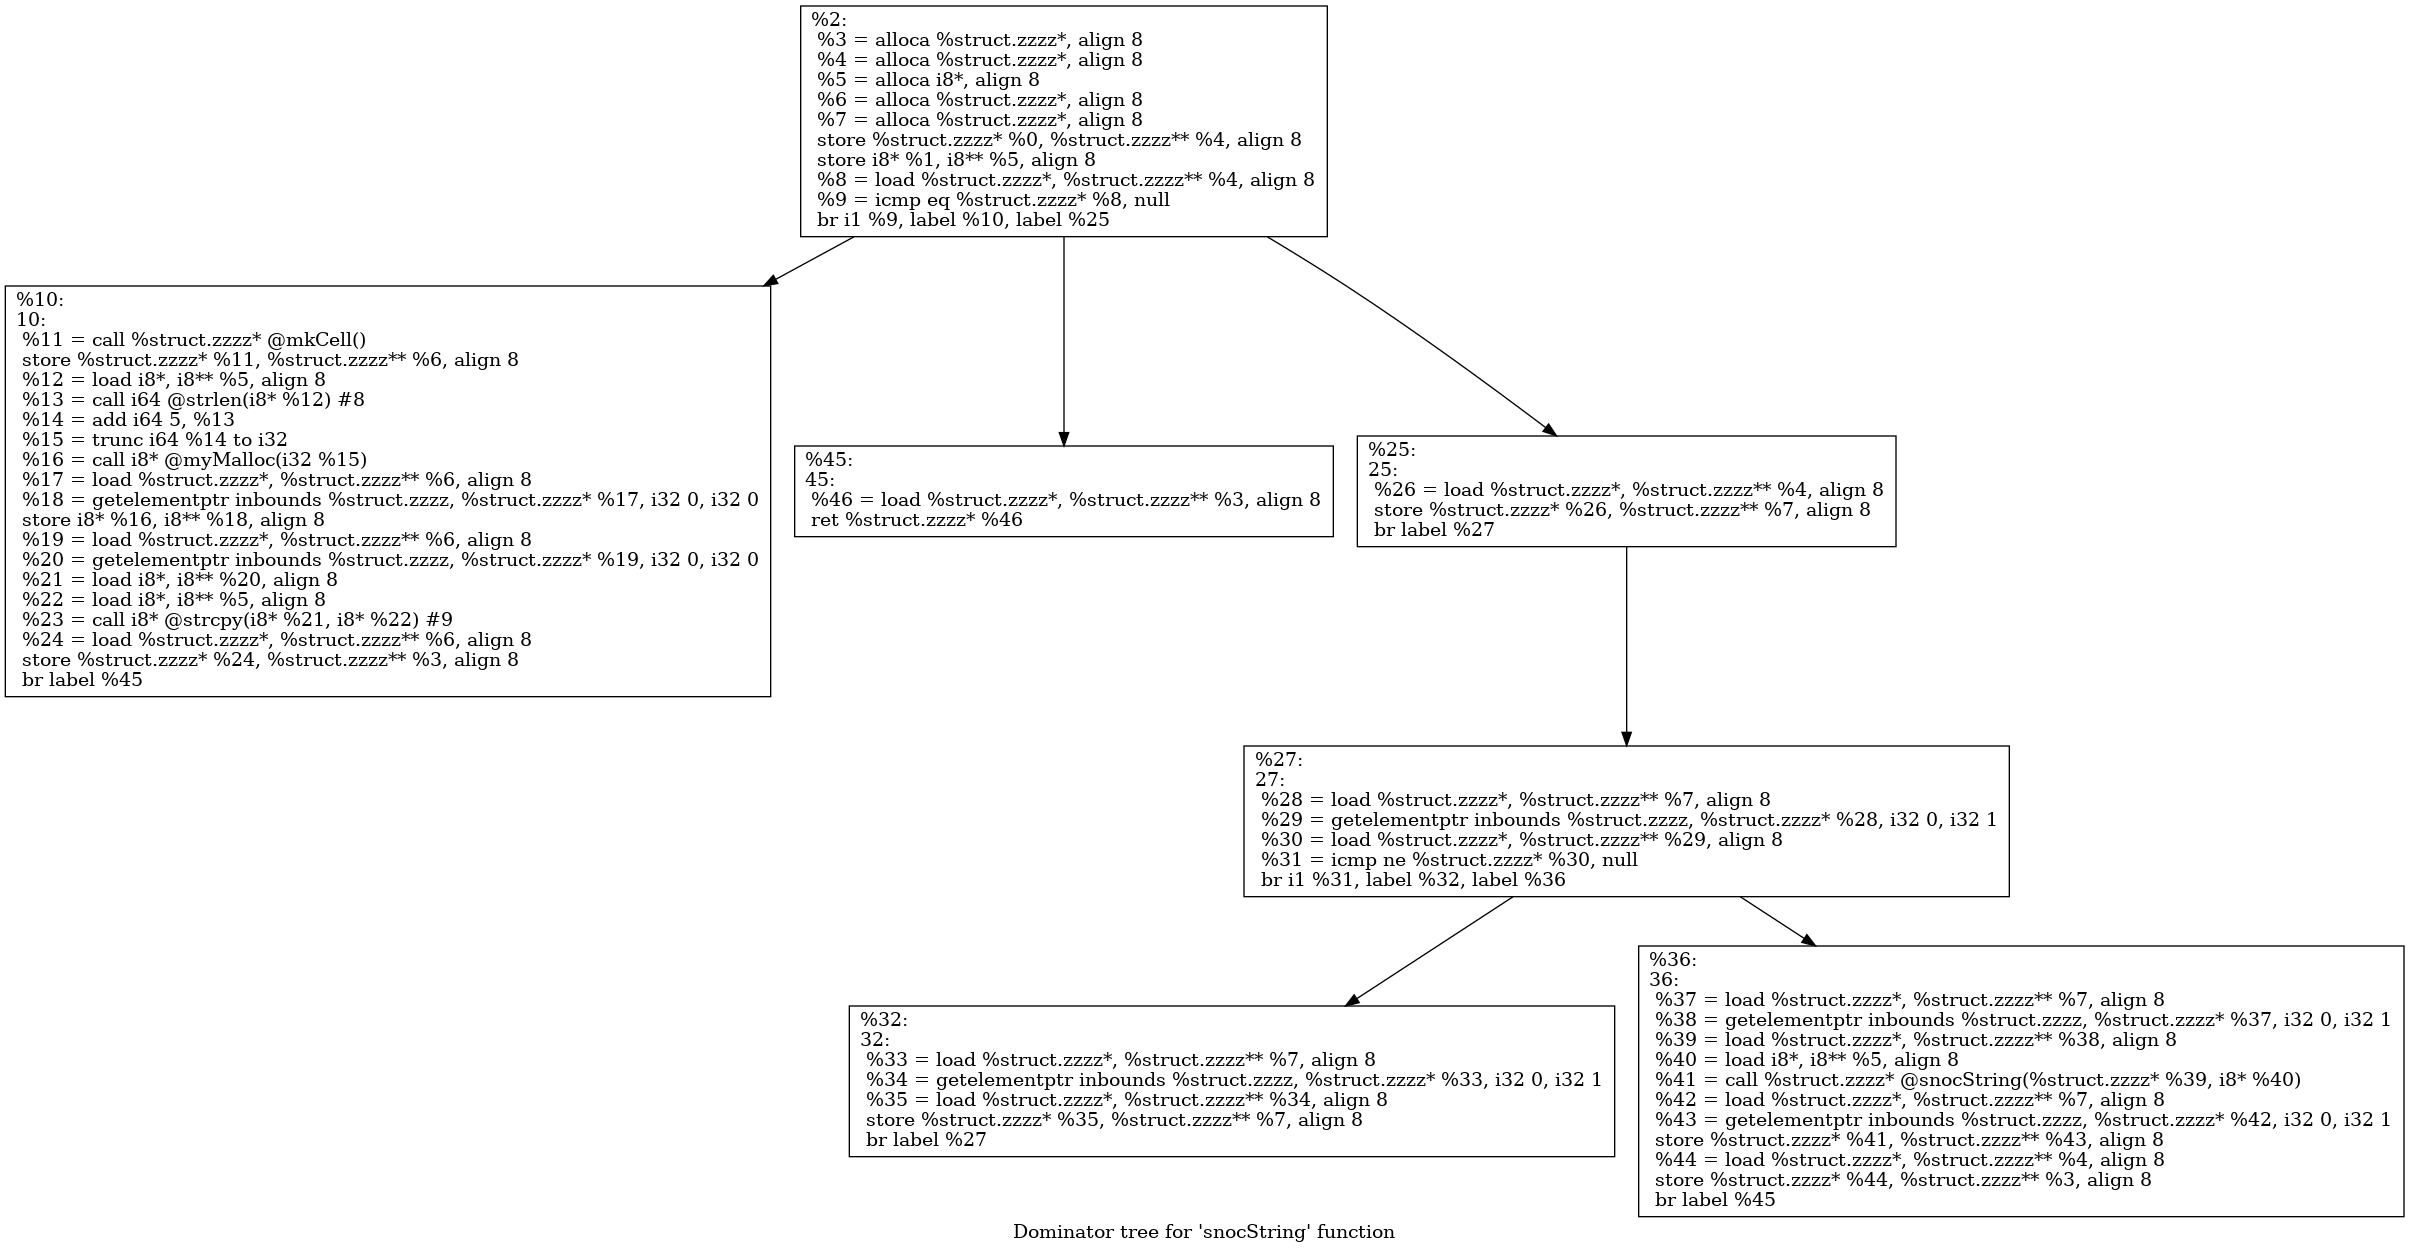 %2:
%3 = alloca %struct.zzzz*, align 8
%4 = alloca %struct.zzzz*, align 8
%5 = alloca i8*, align 8
%6 = alloca %struct.zzzz*, align 8
%7 = alloca %struct.zzzz*, align 8
store %struct.zzzz* %0, %struct.zzzz** %4, align 8
store i8* %1, i8** %5, align 8
%8 = load %struct.zzzz*, %struct.zzzz** %4, align 8
%9 = icmp eq %struct.zzzz* %8, null
br i1 %9, label %10, label %25
%10:
10:
%11 = call %struct.zzzz* @mkCell()
store %struct.zzzz* %11, %struct.zzzz** %6, align 8
%12 = load i8*, i8** %5, align 8
%13 = call i64 @strlen(i8* %12) #8
%14 = add i64 5, %13
%15 = trunc i64 %14 to i32
%16 = call i8* @myMalloc(i32 %15)
%17 = load %struct.zzzz*, %struct.zzzz** %6, align 8
%18 = getelementptr inbounds %struct.zzzz, %struct.zzzz* %17, i32 0, i32 0
store i8* %16, i8** %18, align 8
%19 = load %struct.zzzz*, %struct.zzzz** %6, align 8
%20 = getelementptr inbounds %struct.zzzz, %struct.zzzz* %19, i32 0, i32 0
%21 = load i8*, i8** %20, align 8
%22 = load i8*, i8** %5, align 8
%23 = call i8* @strcpy(i8* %21, i8* %22) #9
%24 = load %struct.zzzz*, %struct.zzzz** %6, align 8
store %struct.zzzz* %24, %struct.zzzz** %3, align 8
br label %45
%45:
45:
%46 = load %struct.zzzz*, %struct.zzzz** %3, align 8
ret %struct.zzzz* %46
%25:
25:
%26 = load %struct.zzzz*, %struct.zzzz** %4, align 8
store %struct.zzzz* %26, %struct.zzzz** %7, align 8
br label %27
%27:
27:
%28 = load %struct.zzzz*, %struct.zzzz** %7, align 8
%29 = getelementptr inbounds %struct.zzzz, %struct.zzzz* %28, i32 0, i32 1
%30 = load %struct.zzzz*, %struct.zzzz** %29, align 8
%31 = icmp ne %struct.zzzz* %30, null
br i1 %31, label %32, label %36
%32:
32:
%33 = load %struct.zzzz*, %struct.zzzz** %7, align 8
%34 = getelementptr inbounds %struct.zzzz, %struct.zzzz* %33, i32 0, i32 1
%35 = load %struct.zzzz*, %struct.zzzz** %34, align 8
store %struct.zzzz* %35, %struct.zzzz** %7, align 8
br label %27
%36:
36:
%37 = load %struct.zzzz*, %struct.zzzz** %7, align 8
%38 = getelementptr inbounds %struct.zzzz, %struct.zzzz* %37, i32 0, i32 1
%39 = load %struct.zzzz*, %struct.zzzz** %38, align 8
%40 = load i8*, i8** %5, align 8
%41 = call %struct.zzzz* @snocString(%struct.zzzz* %39, i8* %40)
%42 = load %struct.zzzz*, %struct.zzzz** %7, align 8
%43 = getelementptr inbounds %struct.zzzz, %struct.zzzz* %42, i32 0, i32 1
store %struct.zzzz* %41, %struct.zzzz** %43, align 8
%44 = load %struct.zzzz*, %struct.zzzz** %4, align 8
store %struct.zzzz* %44, %struct.zzzz** %3, align 8
br label %45
Dominator tree for 'snocString' function